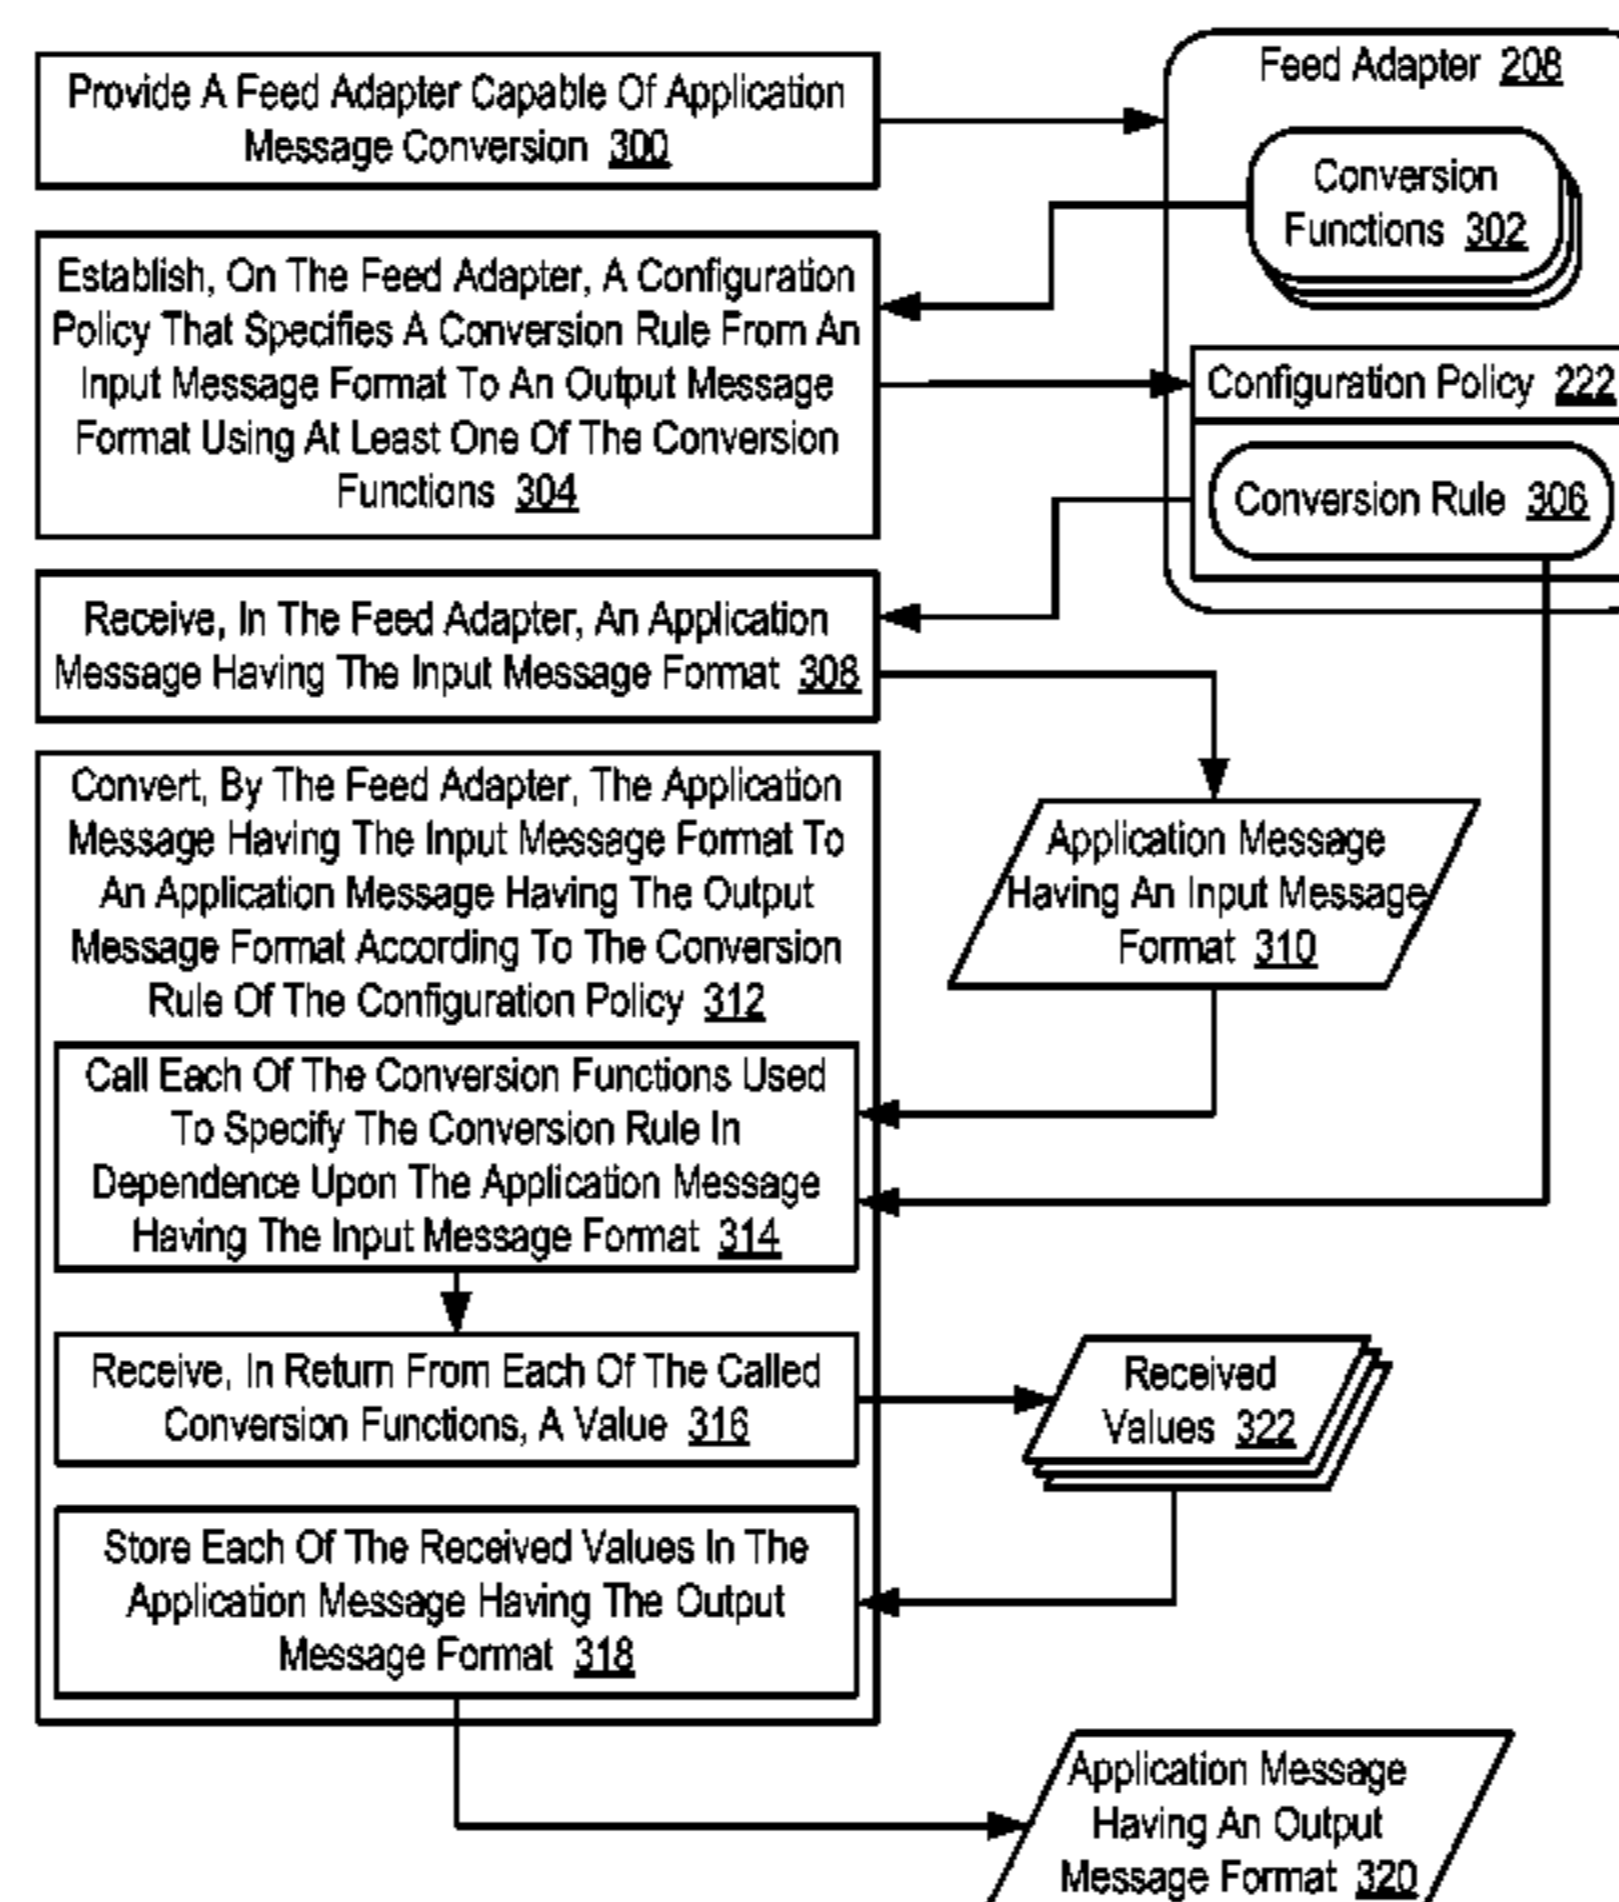 Provide A Feed Adapter Capable Of Application
Message Conversion 300
Feed Adapter 208
Conversion
Functions 302
Establish, On The Feed Adapter, A Configuration
Policy That Specifies A Conversion Rule From An
Input Message Format To An Output Message
Format Using At Least One Of The Conversion
Functions 304
Configuration Policy 222
Conversion Rule 306
Receive, In The Feed Adapter, An Application
Message Having The Input Message Format 308
Convert, By The Feed Adapter, The Application
Message Having The Input Message Format To
An Application Message Having The Output
Message Format According To The Conversion
Rule Of The Configuration Policy 312
Application Message
Having An Input Message
Format 310
Call Each Of The Conversion Functions Used
To Specify The Conversion Rule In
Dependence Upon The Application Message
Having The Input Message Format 314
Receive, In Return From Each Of The Called
Conversion Functions, A Value 316
Received
Values 322
Store Each Of The Received Values In The
Application Message Having The Output
Message Format 318
Application Message
Having An Output
Message Format 320